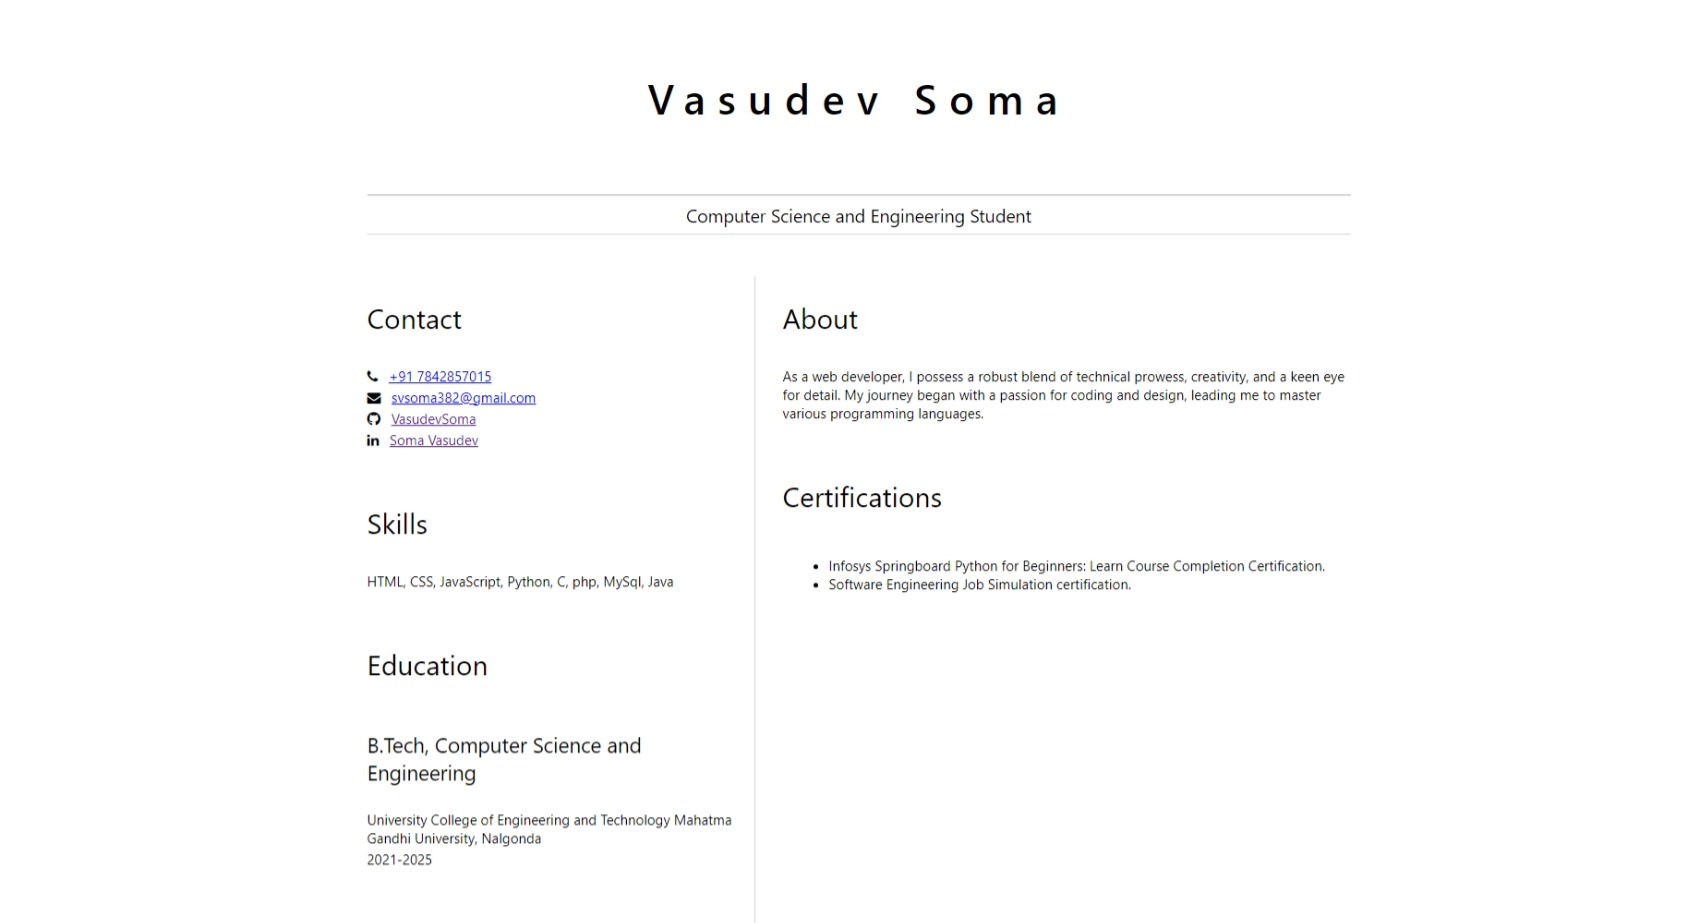 Vasudev Soma
Computer Science and Engineering Student
Contact
+91 7842857015
svsoma382@gmail.com
VasudevSoma
Soma Vasudev
Skills
HTML, CSS, JavaScript, Python, C, php, MySql, Java
Education
B.Tech, Computer Science and
Engineering
University College of Engineering and Technology Mahatma
Gandhi University, Nalgonda
2021-2025
About
As a web developer, I possess a robust blend of technical prowess, creativity, and a keen eye
for detail. My journey began with a passion for coding and design, leading me to master
various programming languages.
Certifications
• Infosys Springboard Python for Beginners: Learn Course Completion Certification.
• Software Engineering Job Simulation certification.